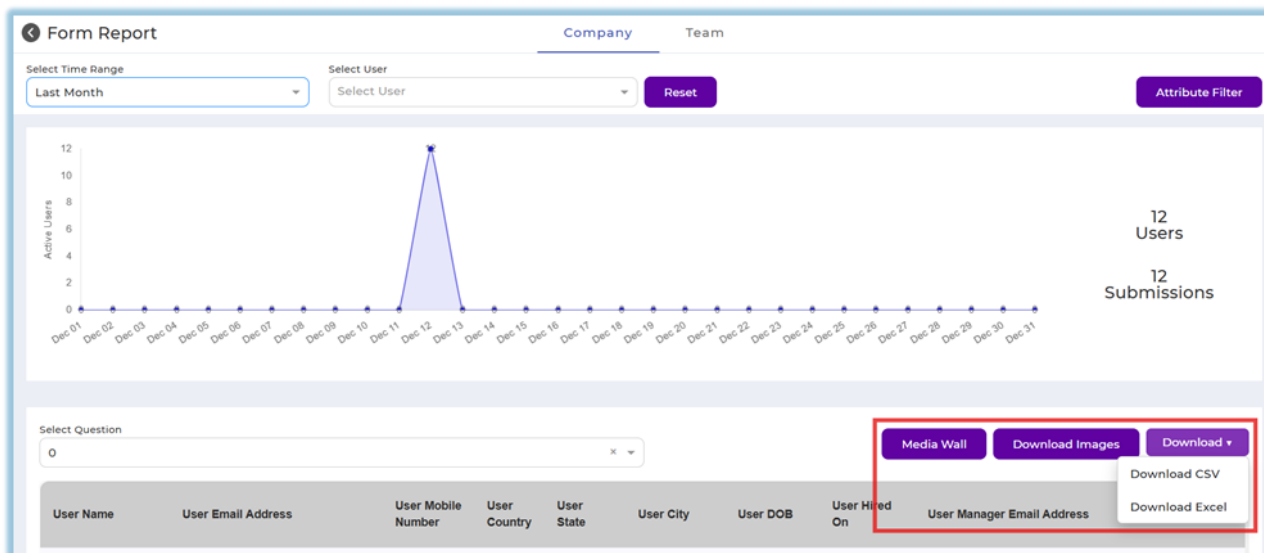 Form Report
Company Team
Select Time Range
Select User
Last Month
Select User
Reset
Attribute Filter
12
10
8
6
4
2
0
Active Users
12
Dec 01 Dec 02 Dec 03 Dec 04 Dec 05 Dec 06 Dec 07 Dec 08 Dec 09 Dec 10 Dec 11 Dec 12 Dec 13 Dec 14 Dec 15 Dec 16 Dec 17 Dec 18 Dec 19 Dec 20 Dec 21 Dec 22 Dec 23 Dec 24 Dec 25 Dec 26 Dec 27 Dec 28 Dec 29 Dec 30 Dec 31
12
Users
12
Submissions
Select Question
0
Media Wall Download Images Download
Download CSV
Download Excel
User Name
User Email Address
User Mobile
Number
User
Country
User
State
User City
User DOB
User Hired
On
User Manager Email Address